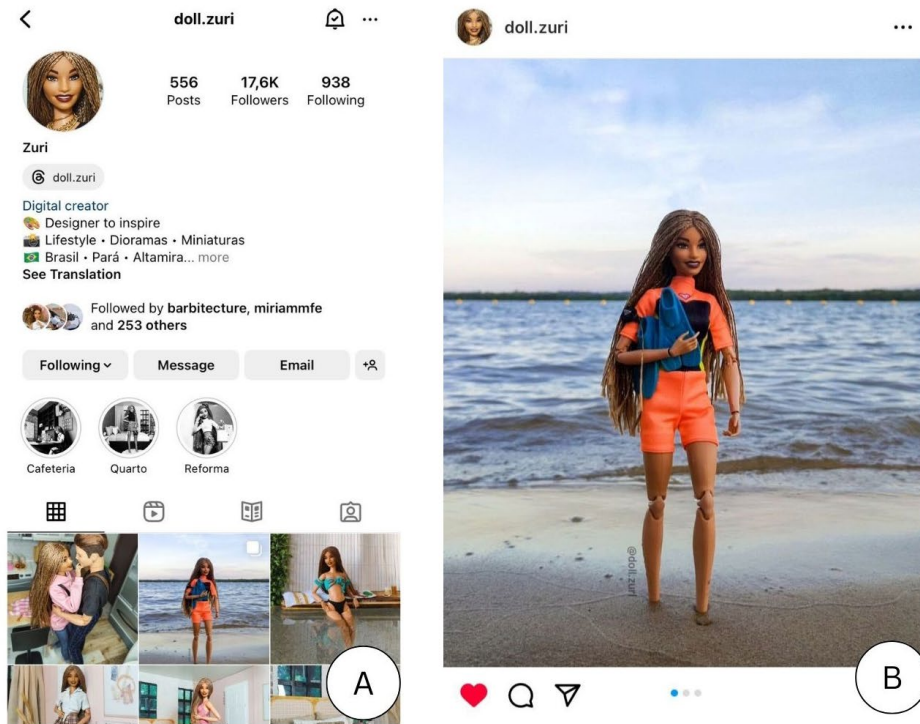 doll.zuri
556
17,6K
938
Posts
Followers
Following
Zuri
doll.zuri
Digital creator
Designer to inspire
Lifestyle • Dioramas • Miniaturas
Brasil • Pará • Altamira... more
See Translation
Followed by barbitecture, miriammfe
and 253 others
Following
Message
Email
Cafeteria
Quarto
Reforma
A
doll.zuri
@doll.zuri
B